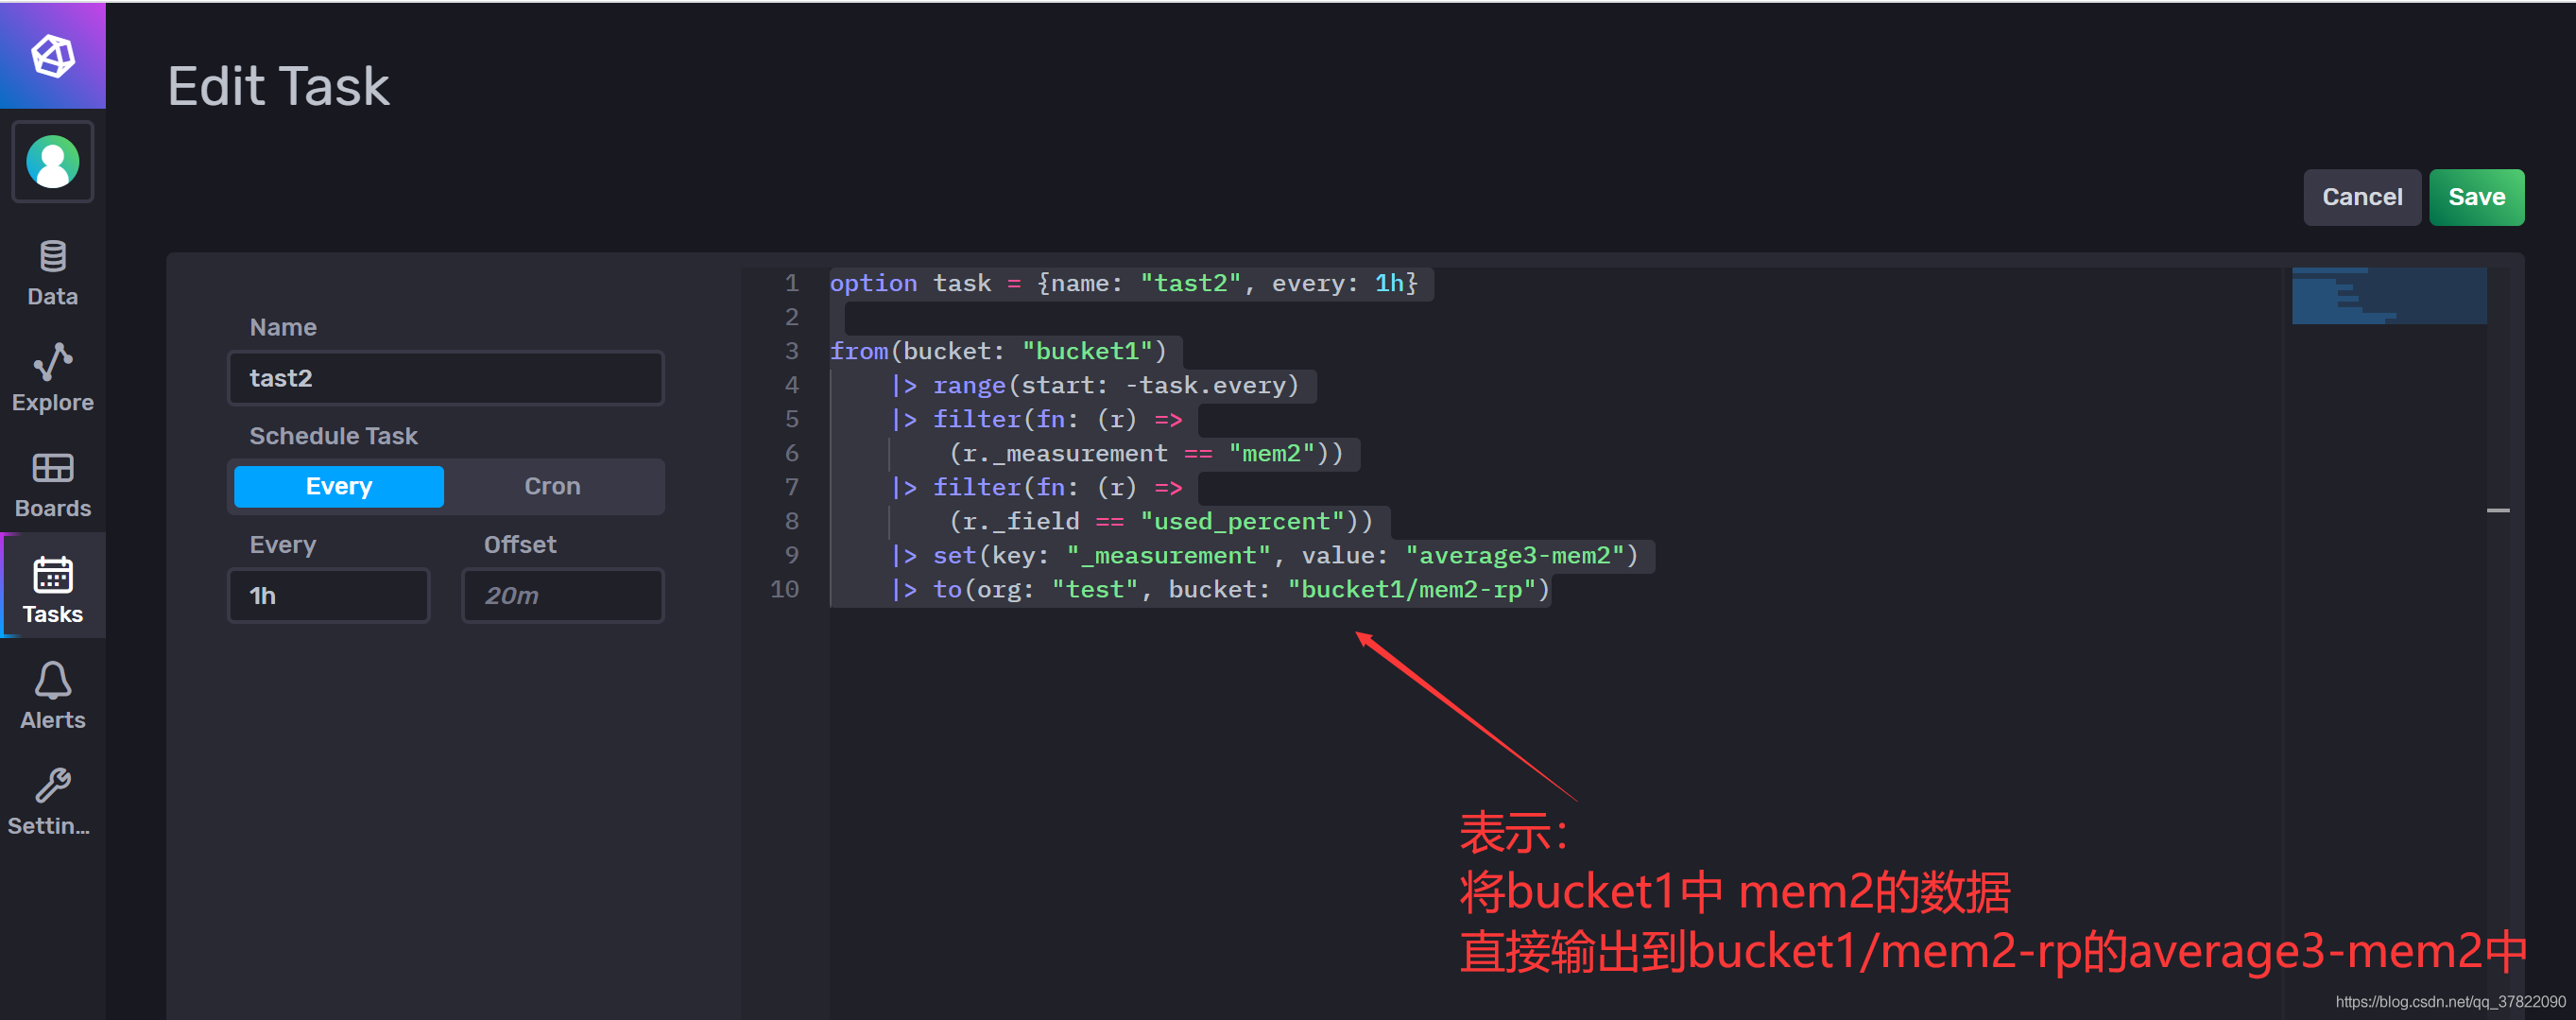 Edit Task
Cancel
Save
Data
Explore
Boards
Tasks
Alerts
Settin...
Name
tast2
Schedule Task
Every
Cron
Every
Offset
1h
20m
1 option task = {name: "tast2", every: 1h}
2
3 from(bucket: "bucket1")
4 |> range(start: -task.every)
5 |> filter(fn: (r) =>
6 (r._measurement == "mem2"))
7 |> filter(fn: (r) =>
8 (r._field == "used_percent"))
9 |> set(key: "_measurement", value: "average3-mem2")
10 |> to(org: "test", bucket: "bucket1/mem2-rp")
表示：
将bucket1中 mem2的数据
直接输出到bucket1/mem2-rp的average3-mem2中
https://blog.csdn.net/qq_37822090